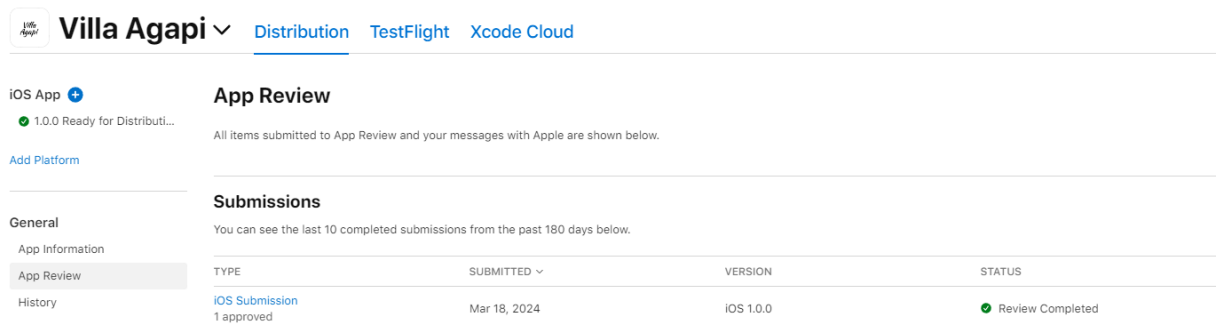 Villa Agapi
Villa Agapi Distribution TestFlight Xcode Cloud
iOS App
1.0.0 Ready for Distributi...
Add Platform
General
App Information
App Review
History
App Review
All items submitted to App Review and your messages with Apple are shown below.
Submissions
You can see the last 10 completed submissions from the past 180 days below.
TYPE SUBMITTED VERSION STATUS
iOS Submission Mar 18, 2024 iOS 1.0.0 Review Completed
1 approved